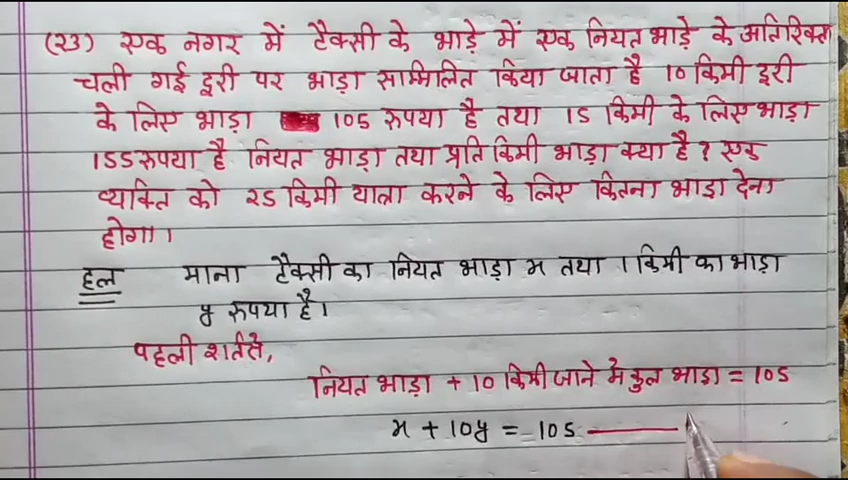 (23) एक नगर में टैक्सी के भाड़े में एक नियत भाड़े के अतिरिक्त
चली गई दूरी पर भाड़ा सम्मिलित किया जाता है 10 किमी दूरी
के लिए भाड़ा 105 रुपया है तथा 15 किमी के लिए भाड़ा
155 रुपया है नियत भाड़ा तथा प्रति किमी भाड़ा क्या है ? एक
व्यक्ति को 25 किमी यात्रा करने के लिए कितना भाड़ा देना
होगा।
हल माना टैक्सी का नियत भाड़ा x तथा 1 किमी का भाड़ा
y रुपया है।
पहली शर्त से,
नियत भाड़ा + 10 किमी जाने में कुल भाड़ा = 105
x + 10y = 105